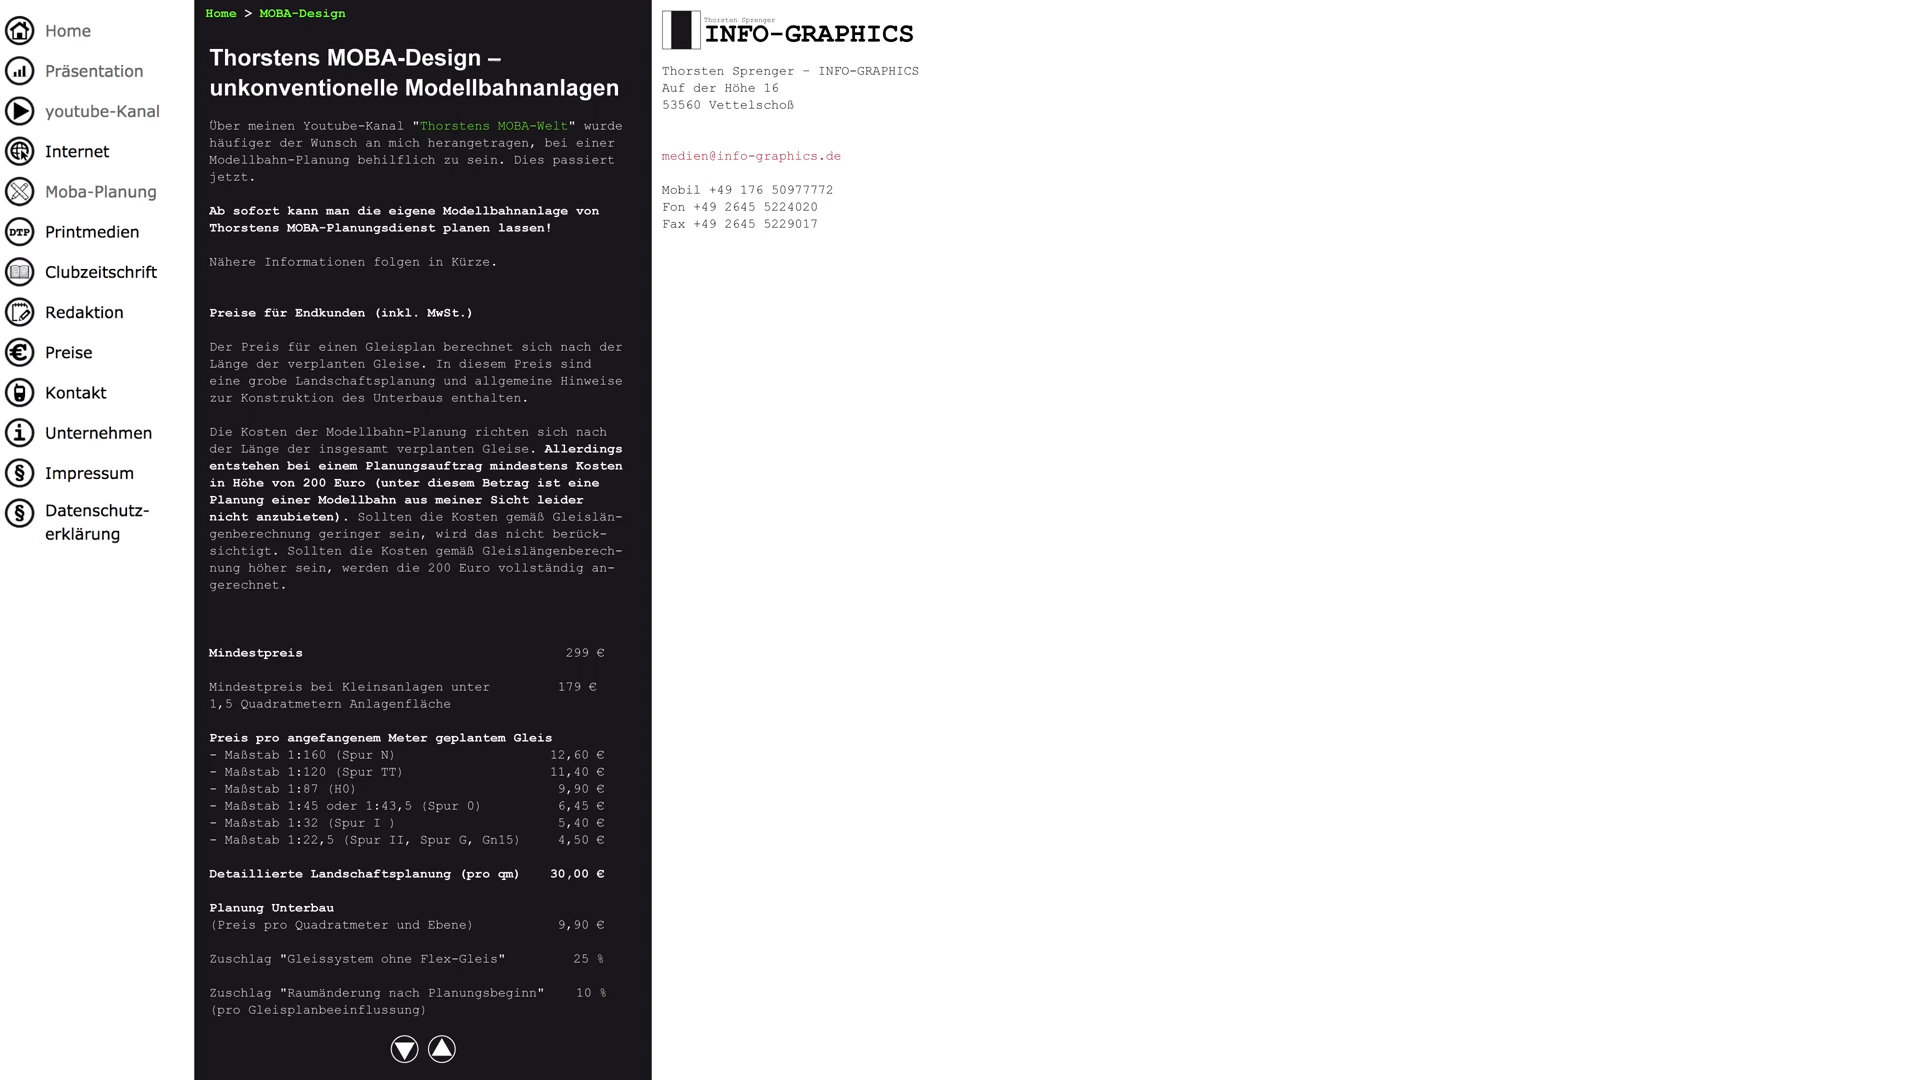 Home
Präsentation
youtube-Kanal
Internet
Moba-Planung
DTP Printmedien
Clubzeitschrift
Redaktion
€ Preise
Kontakt
i Unternehmen
§ Impressum
§ Datenschutz-
erklärung
Home > MOBA-Design
Thorstens MOBA-Design –
unkonventionelle Modellbahnanlagen
Über meinen Youtube-Kanal "Thorstens MOBA-Welt" wurde
häufiger der Wunsch an mich herangetragen, bei einer
Modellbahn-Planung behilflich zu sein. Dies passiert
jetzt.
Ab sofort kann man die eigene Modellbahnanlage von
Thorstens MOBA-Planungsdienst planen lassen!
Nähere Informationen folgen in Kürze.
Preise für Endkunden (inkl. MwSt.)
Der Preis für einen Gleisplan berechnet sich nach der
Länge der verplanten Gleise. In diesem Preis sind
eine grobe Landschaftsplanung und allgemeine Hinweise
zur Konstruktion des Unterbaus enthalten.
Die Kosten der Modellbahn-Planung richten sich nach
der Länge der insgesamt verplanten Gleise. Allerdings
entstehen bei einem Planungsauftrag mindestens Kosten
in Höhe von 200 Euro (unter diesem Betrag ist eine
Planung einer Modellbahn aus meiner Sicht leider
nicht anzubieten). Sollten die Kosten gemäß Gleislän-
genberechnung geringer sein, wird das nicht berück-
sichtigt. Sollten die Kosten gemäß Gleislängenberech-
nung höher sein, werden die 200 Euro vollständig an-
gerechnet.
Mindestpreis 299 €
Mindestpreis bei Kleinsanlagen unter 179 €
1,5 Quadratmetern Anlagenfläche
Preis pro angefangenem Meter geplantem Gleis
- Maßstab 1:160 (Spur N) 12,60 €
- Maßstab 1:120 (Spur TT) 11,40 €
- Maßstab 1:87 (H0) 9,90 €
- Maßstab 1:45 oder 1:43,5 (Spur 0) 6,45 €
- Maßstab 1:32 (Spur I ) 5,40 €
- Maßstab 1:22,5 (Spur II, Spur G, Gn15) 4,50 €
Detaillierte Landschaftsplanung (pro qm) 30,00 €
Planung Unterbau
(Preis pro Quadratmeter und Ebene) 9,90 €
Zuschlag "Gleissystem ohne Flex-Gleis" 25 %
Zuschlag "Raumänderung nach Planungsbeginn" 10 %
(pro Gleisplanbeeinflussung)
Thorsten Sprenger
INFO-GRAPHICS
Thorsten Sprenger – INFO-GRAPHICS
Auf der Höhe 16
53560 Vettelschoß
medien@info-graphics.de
Mobil +49 176 50977772
Fon +49 2645 5224020
Fax +49 2645 5229017